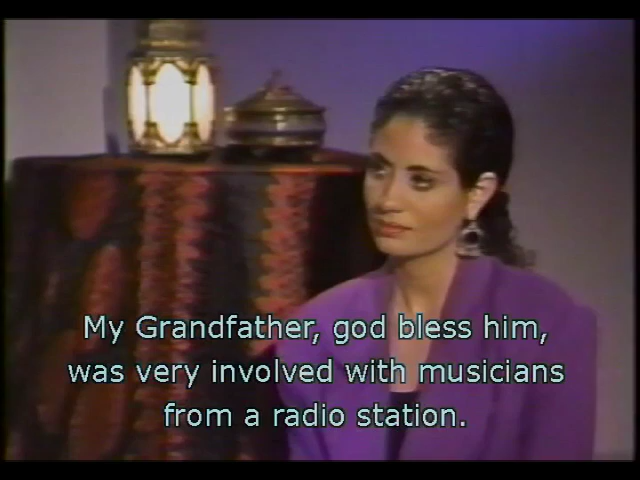 My Grandfather, god bless him,
was very involved with musicians
from a radio station.